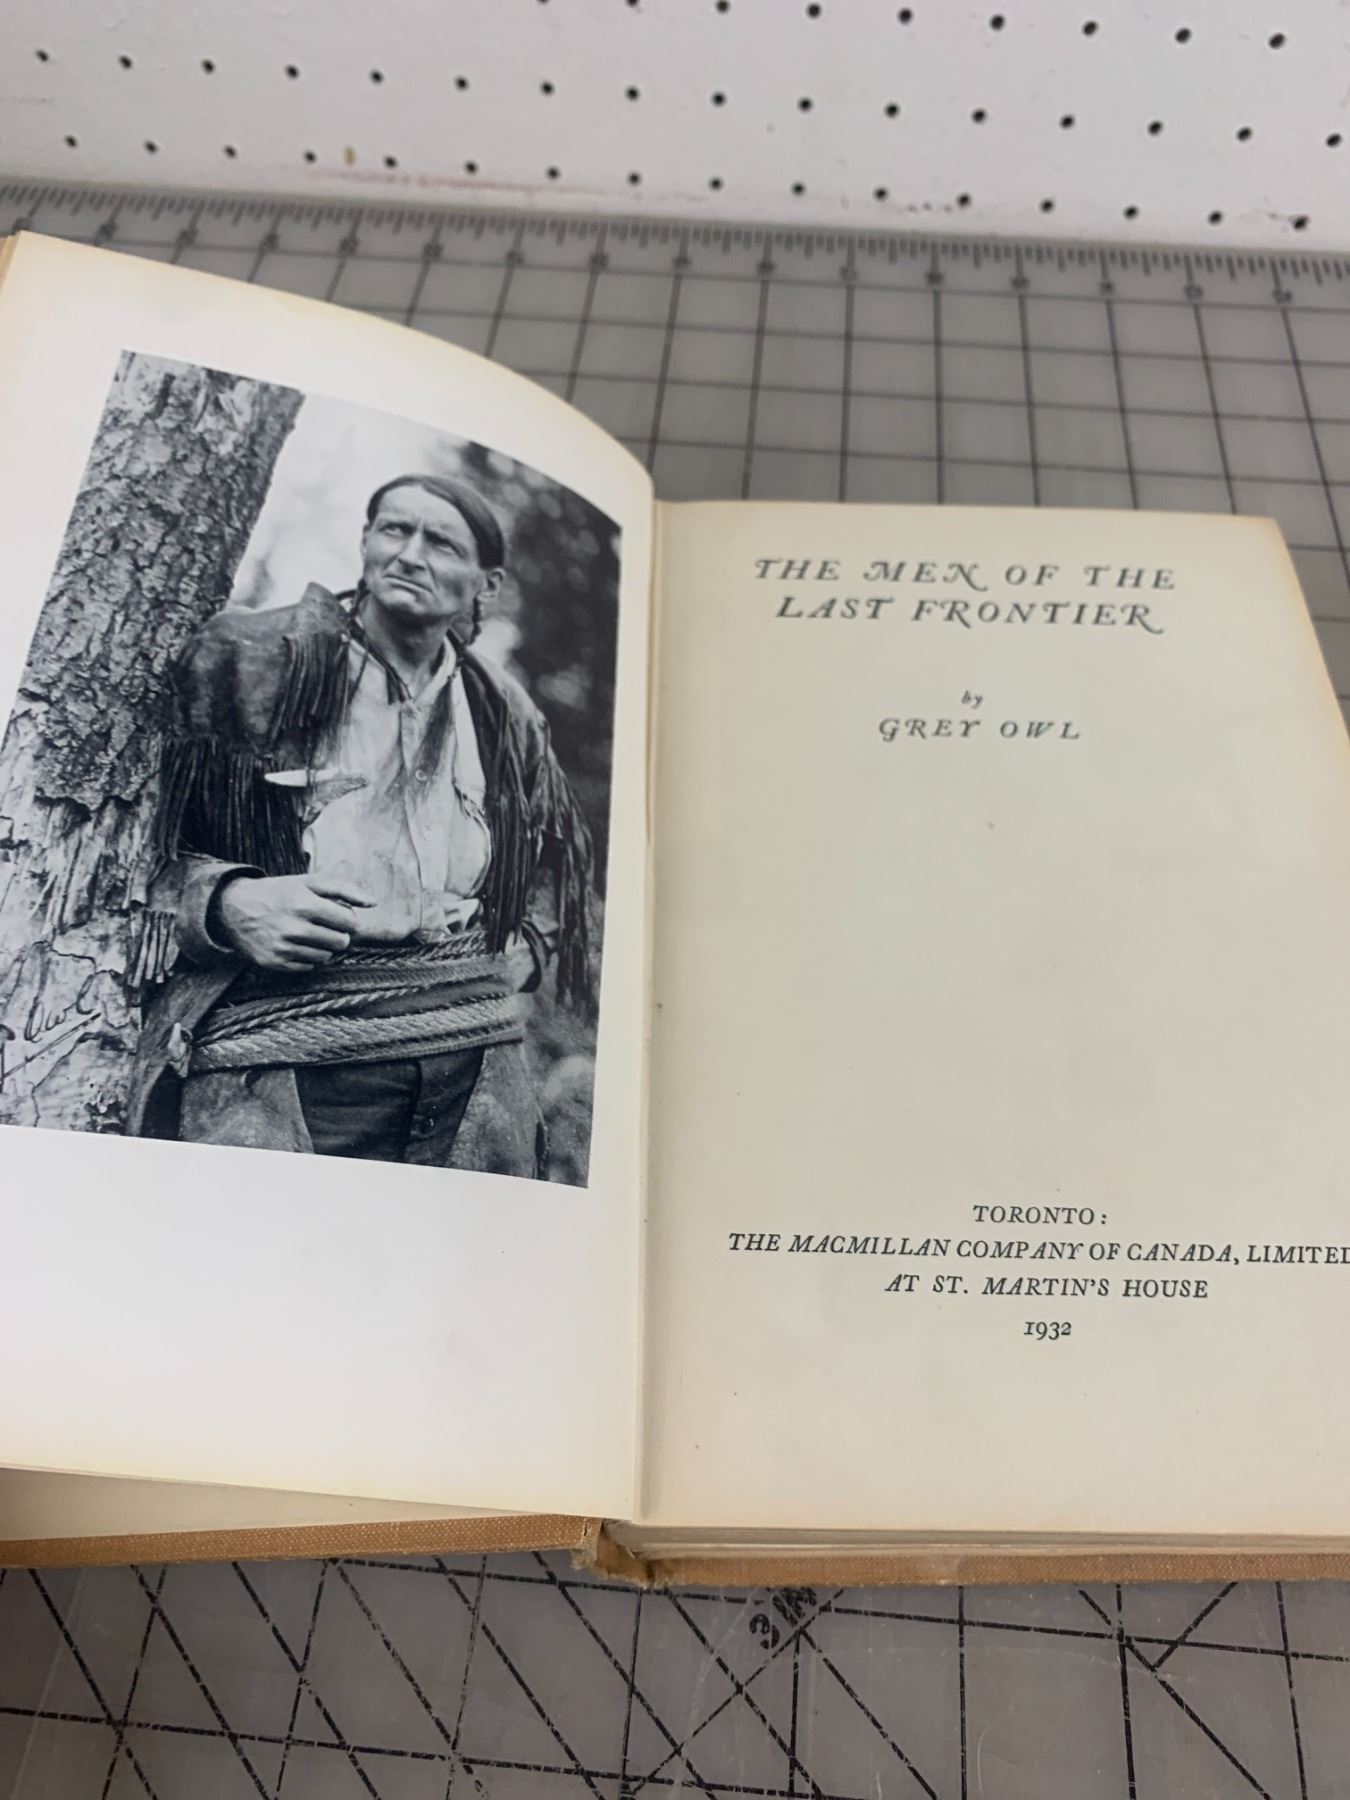 Owl
THE MEN OF THE
LAST FRONTIER
by
GREY OWL
TORONTO:
THE MACMILLAN COMPANY OF CANADA, LIMITED
AT ST. MARTIN'S HOUSE
1932